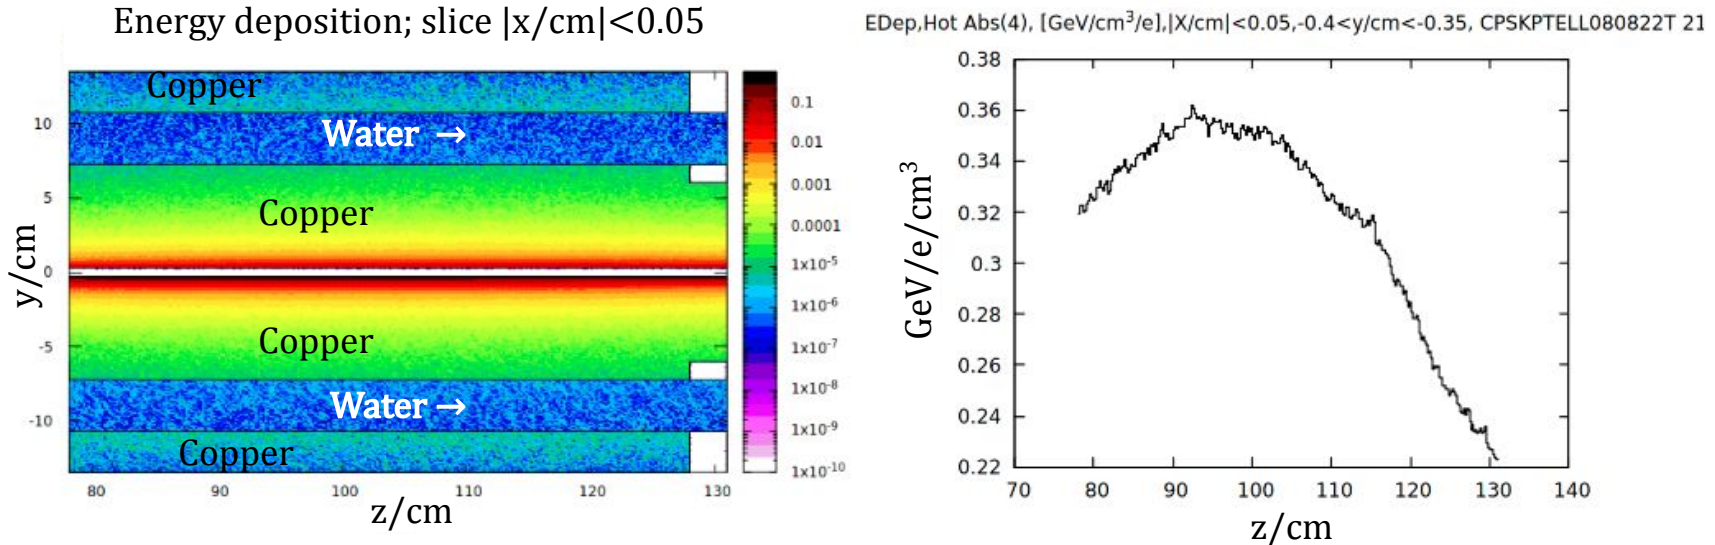 Energy deposition; slice |x/cm|<0.05
Copper
Water →
Copper
Copper
Water →
Copper
y/cm
10
5
0
-5
-10
80
90
100
110
120
130
z/cm
0.1
0.01
0.001
0.0001
1x10⁻⁵
1x10⁻⁶
1x10⁻⁷
1x10⁻⁸
1x10⁻⁹
1x10⁻¹⁰
EDep,Hot Abs(4), [GeV/cm³/e],|X/cm|<0.05,-0.4<y/cm<-0.35, CPSKPTELL080822T 21
GeV/e/cm³
0.38
0.36
0.34
0.32
0.3
0.28
0.26
0.24
0.22
70
80
90
100
110
120
130
140
z/cm